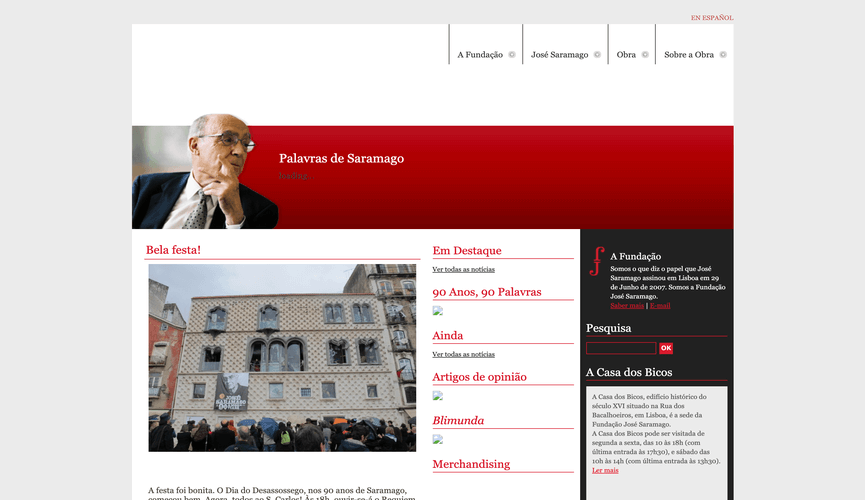 EN ESPAÑOL
A Fundação
José Saramago
Obra
Sobre a Obra
Palavras de Saramago
loading...
Bela festa!
A festa foi bonita. O Dia do Desassossego, nos 90 anos de Saramago,
começou bem. Agora, todos ao S. Carlos! Às 18h, ouvir-se-á o Requiem
Em Destaque
Ver todas as notícias
90 Anos, 90 Palavras
Ainda
Ver todas as notícias
Artigos de opinião
Blimunda
Merchandising
A Fundação
Somos o que diz o papel que José
Saramago assinou em Lisboa em 29
de Junho de 2007. Somos a Fundação
José Saramago.
Saber mais | E-mail
Pesquisa
OK
A Casa dos Bicos
A Casa dos Bicos, edifício histórico do
século XVI situado na Rua dos
Bacalhoeiros, em Lisboa, é a sede da
Fundação José Saramago.
A Casa dos Bicos pode ser visitada de
segunda a sexta, das 10 às 18h (com
última entrada às 17h30), e sábado das
10h às 14h (com última entrada às 13h30).
Ler mais